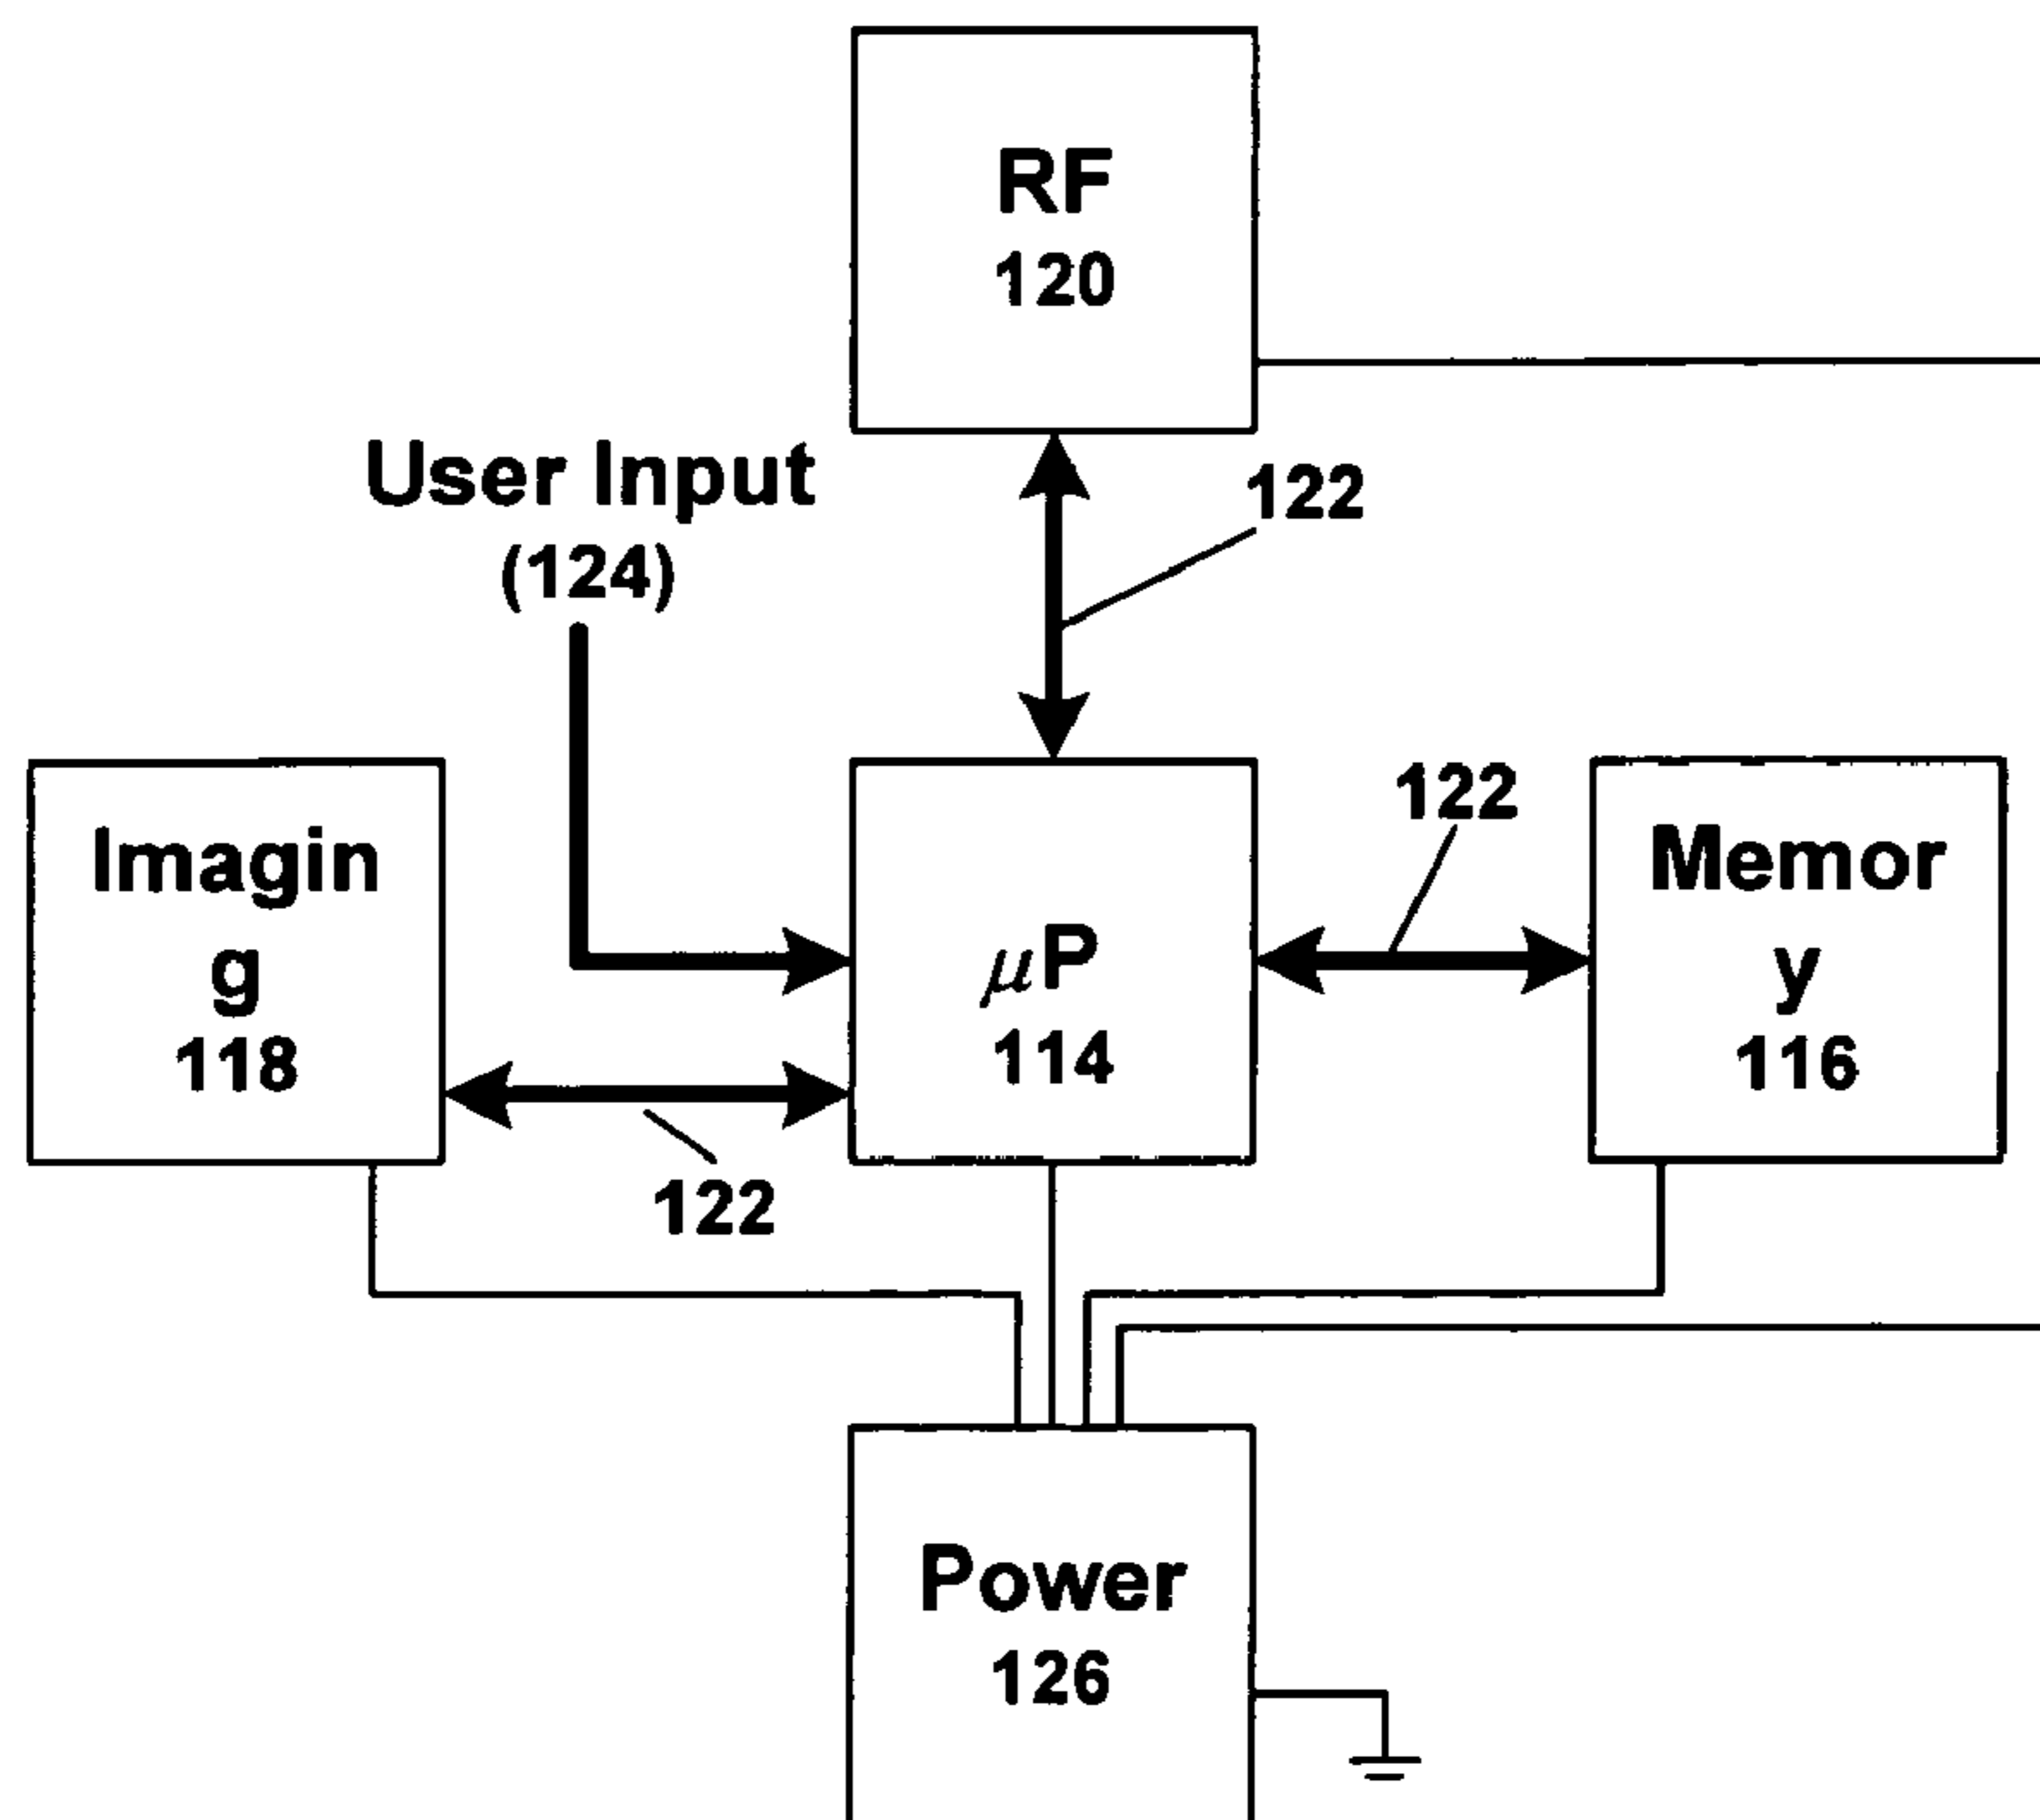 RF
120
User Input
(124)
122
122
Imagin
g
118
μP
114
Memor
y
116
122
Power
126